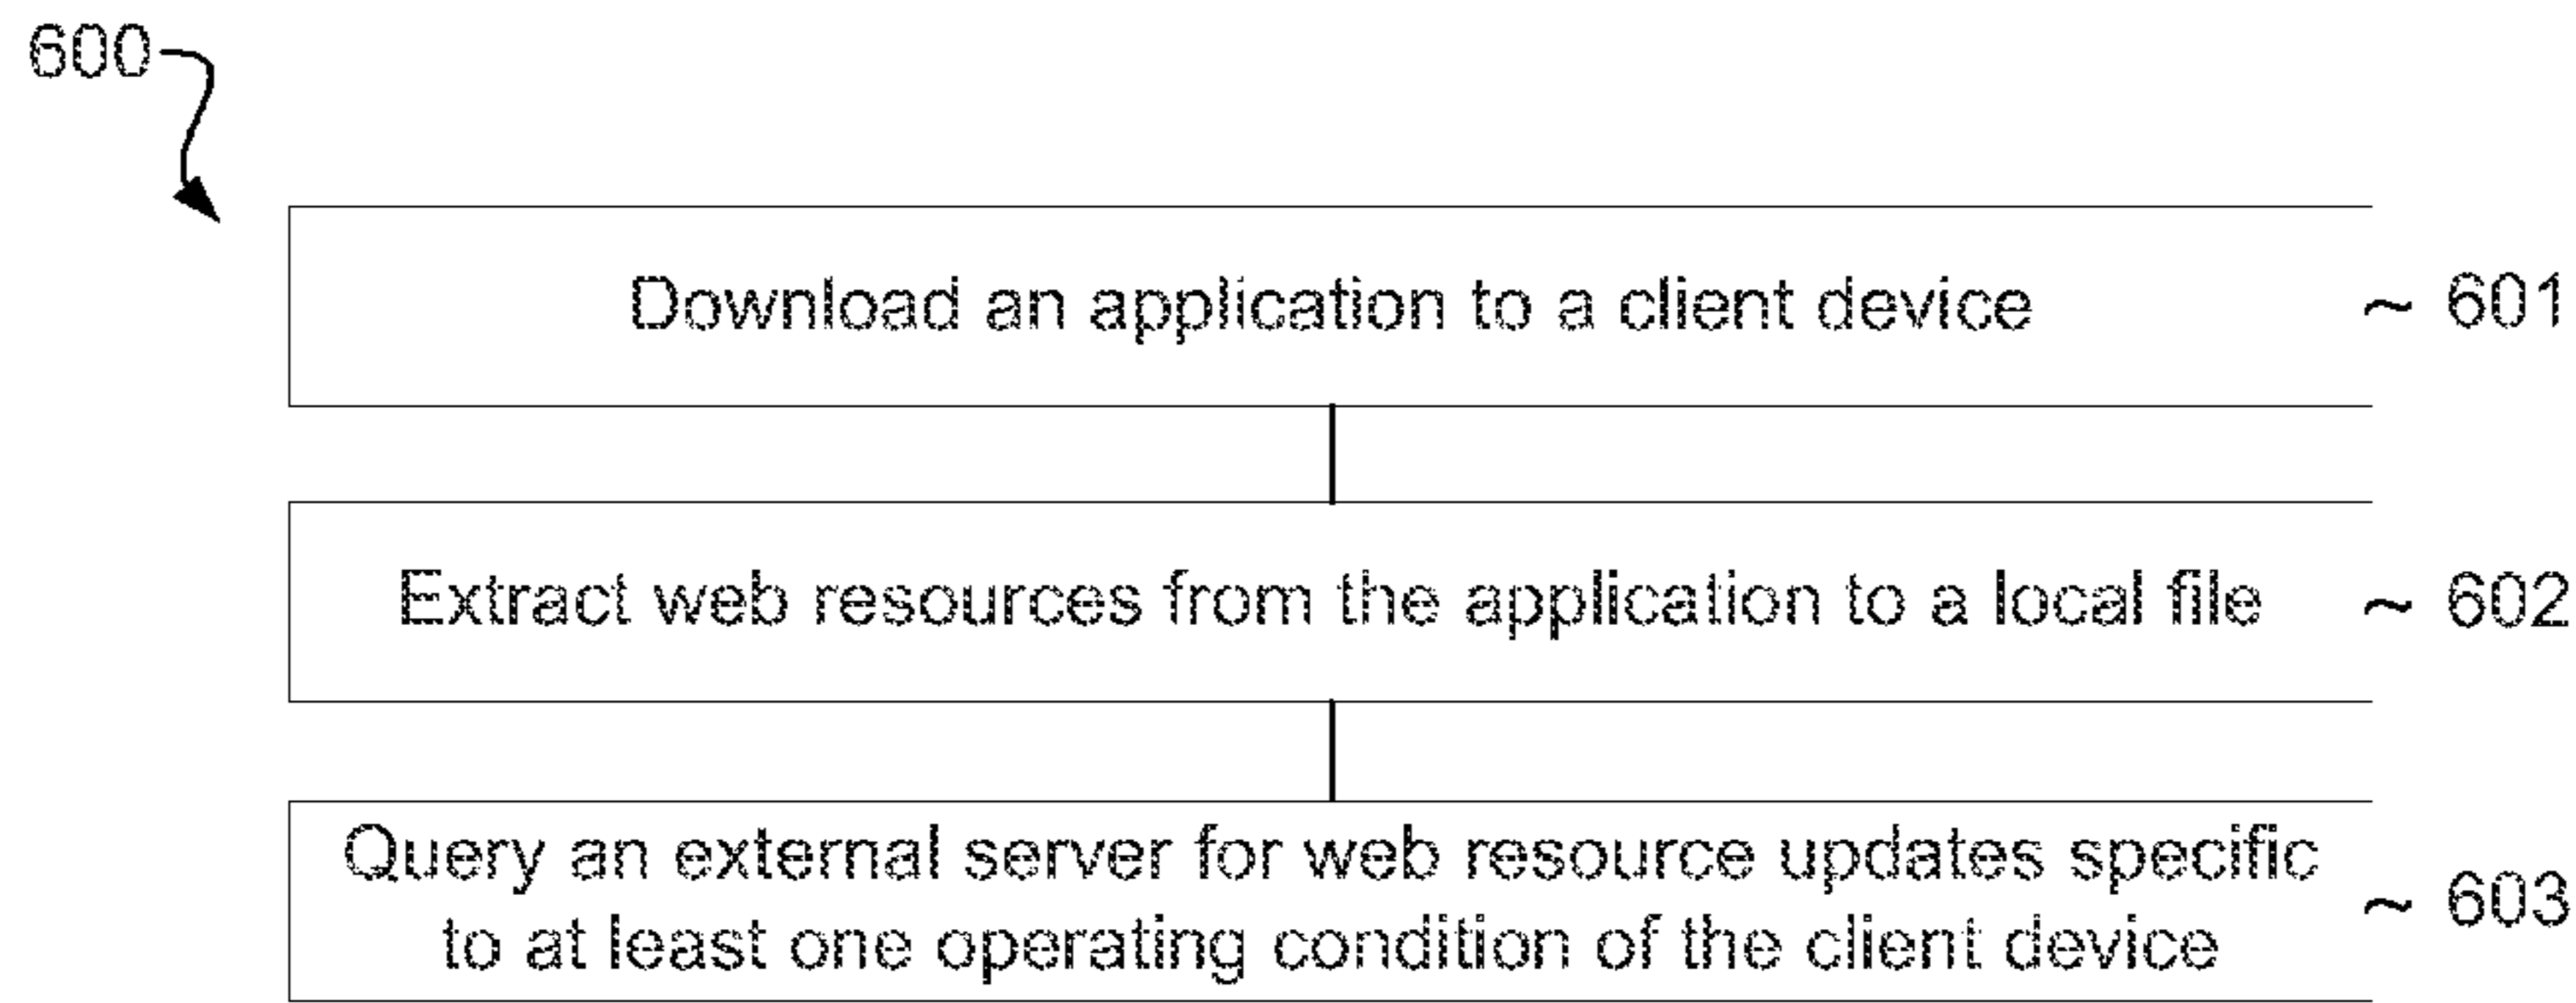 600
Download an application to a client device ~ 601
Extract web resources from the application to a local file ~ 602
Query an external server for web resource updates specific
to at least one operating condition of the client device ~ 603